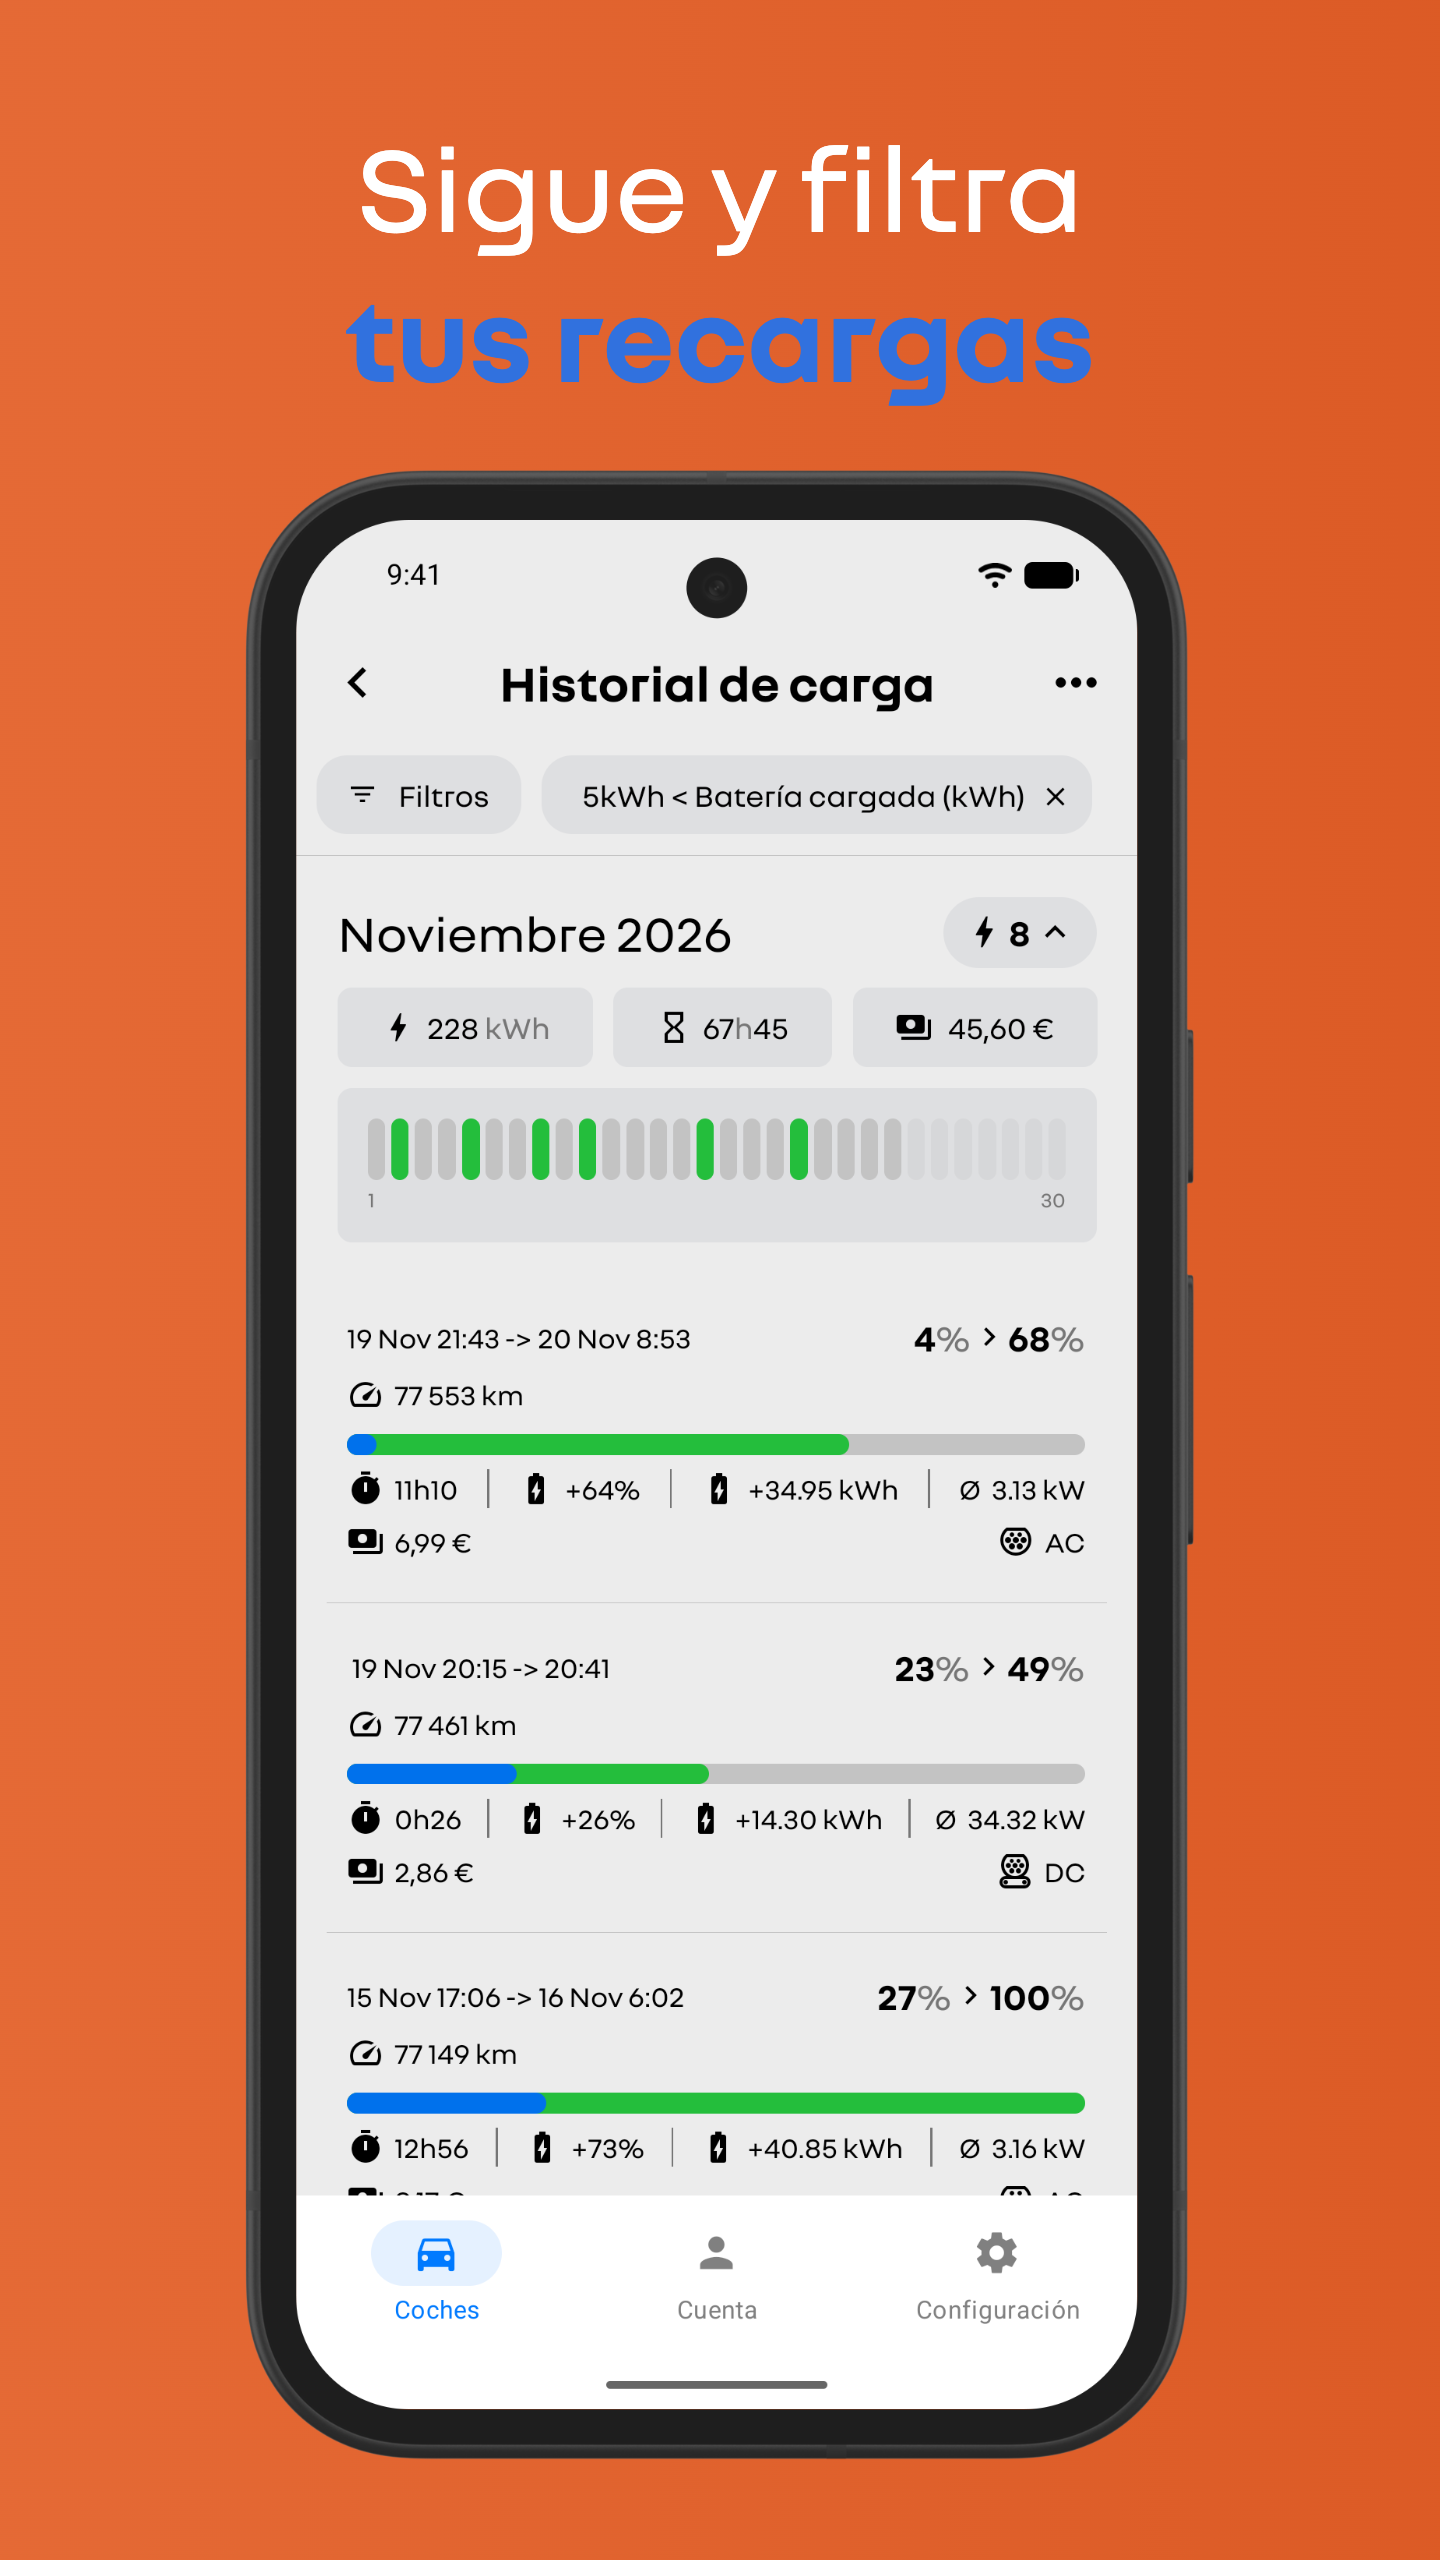 Sigue y filtra
tus recargas
9:41
Historial de carga
Filtros
5kWh < Batería cargada (kWh)
Noviembre 2026
8
228 kWh
67h45
45,60 €
1
30
19 Nov 21:43 -> 20 Nov 8:53
4% > 68%
77 553 km
11h10
+64%
+34.95 kWh
Ø 3.13 kW
6,99 €
AC
19 Nov 20:15 -> 20:41
23% > 49%
77 461 km
0h26
+26%
+14.30 kWh
Ø 34.32 kW
2,86 €
DC
15 Nov 17:06 -> 16 Nov 6:02
27% > 100%
77 149 km
12h56
+73%
+40.85 kWh
Ø 3.16 kW
Coches
Cuenta
Configuración